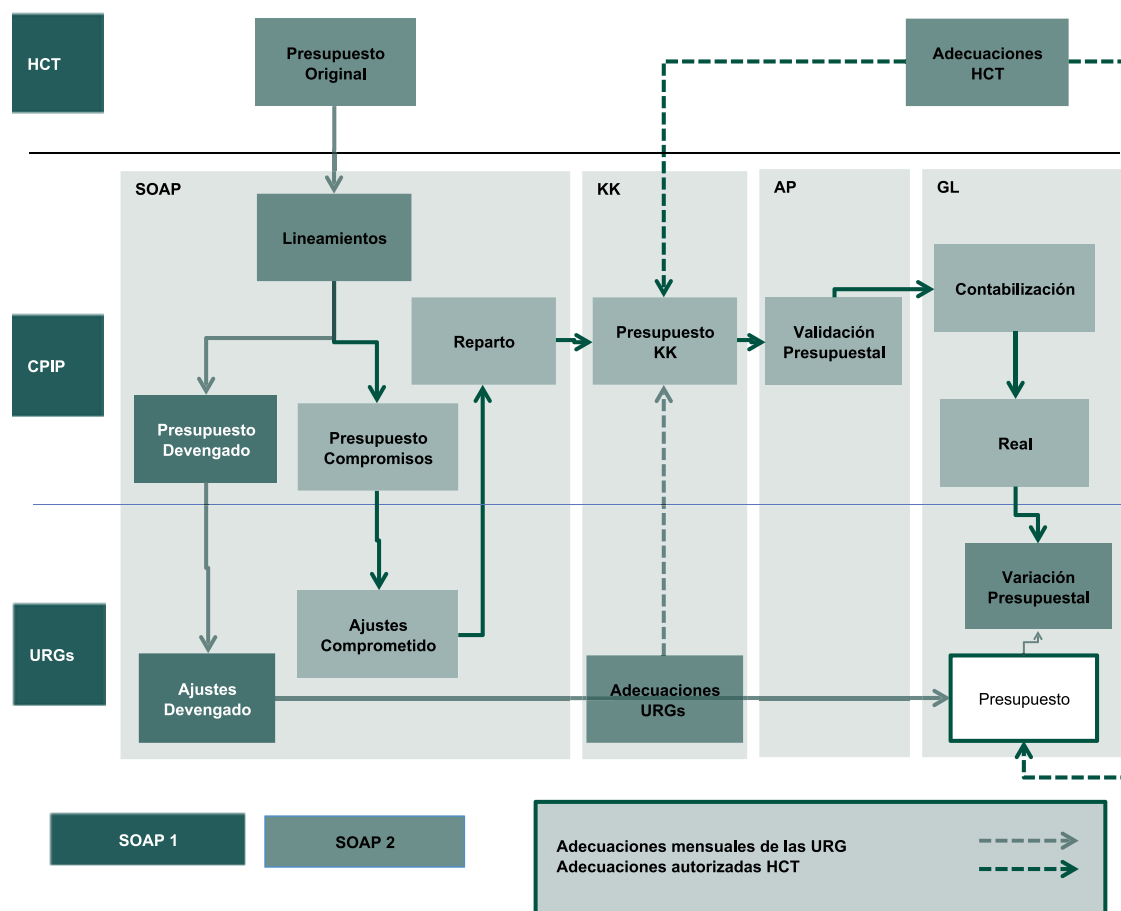 HCT
Presupuesto
Original
Adecuaciones
HCT
SOAP
KK
AP
GL
Lineamientos
Contabilización
CPIP
Reparto
Presupuesto
KK
Validación
Presupuestal
Presupuesto
Devengado
Presupuesto
Compromisos
Real
Variación
Presupuestal
URGs
Ajustes
Comprometido
Ajustes
Devengado
Adecuaciones
URGs
Presupuesto
SOAP 1
SOAP 2
Adecuaciones mensuales de las URG
Adecuaciones autorizadas HCT